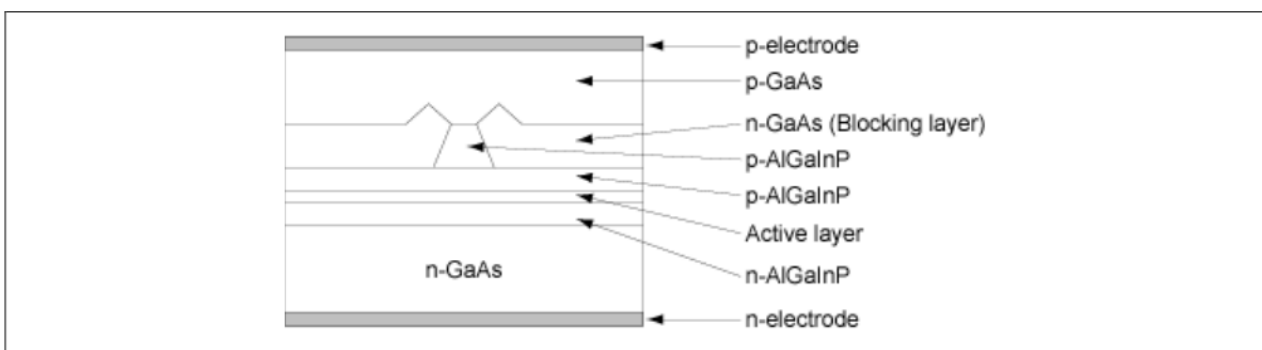 p-electrode
p-GaAs
n-GaAs (Blocking layer)
p-AlGaInP
p-AlGaInP
Active layer
n-GaAs
n-AlGaInP
n-electrode